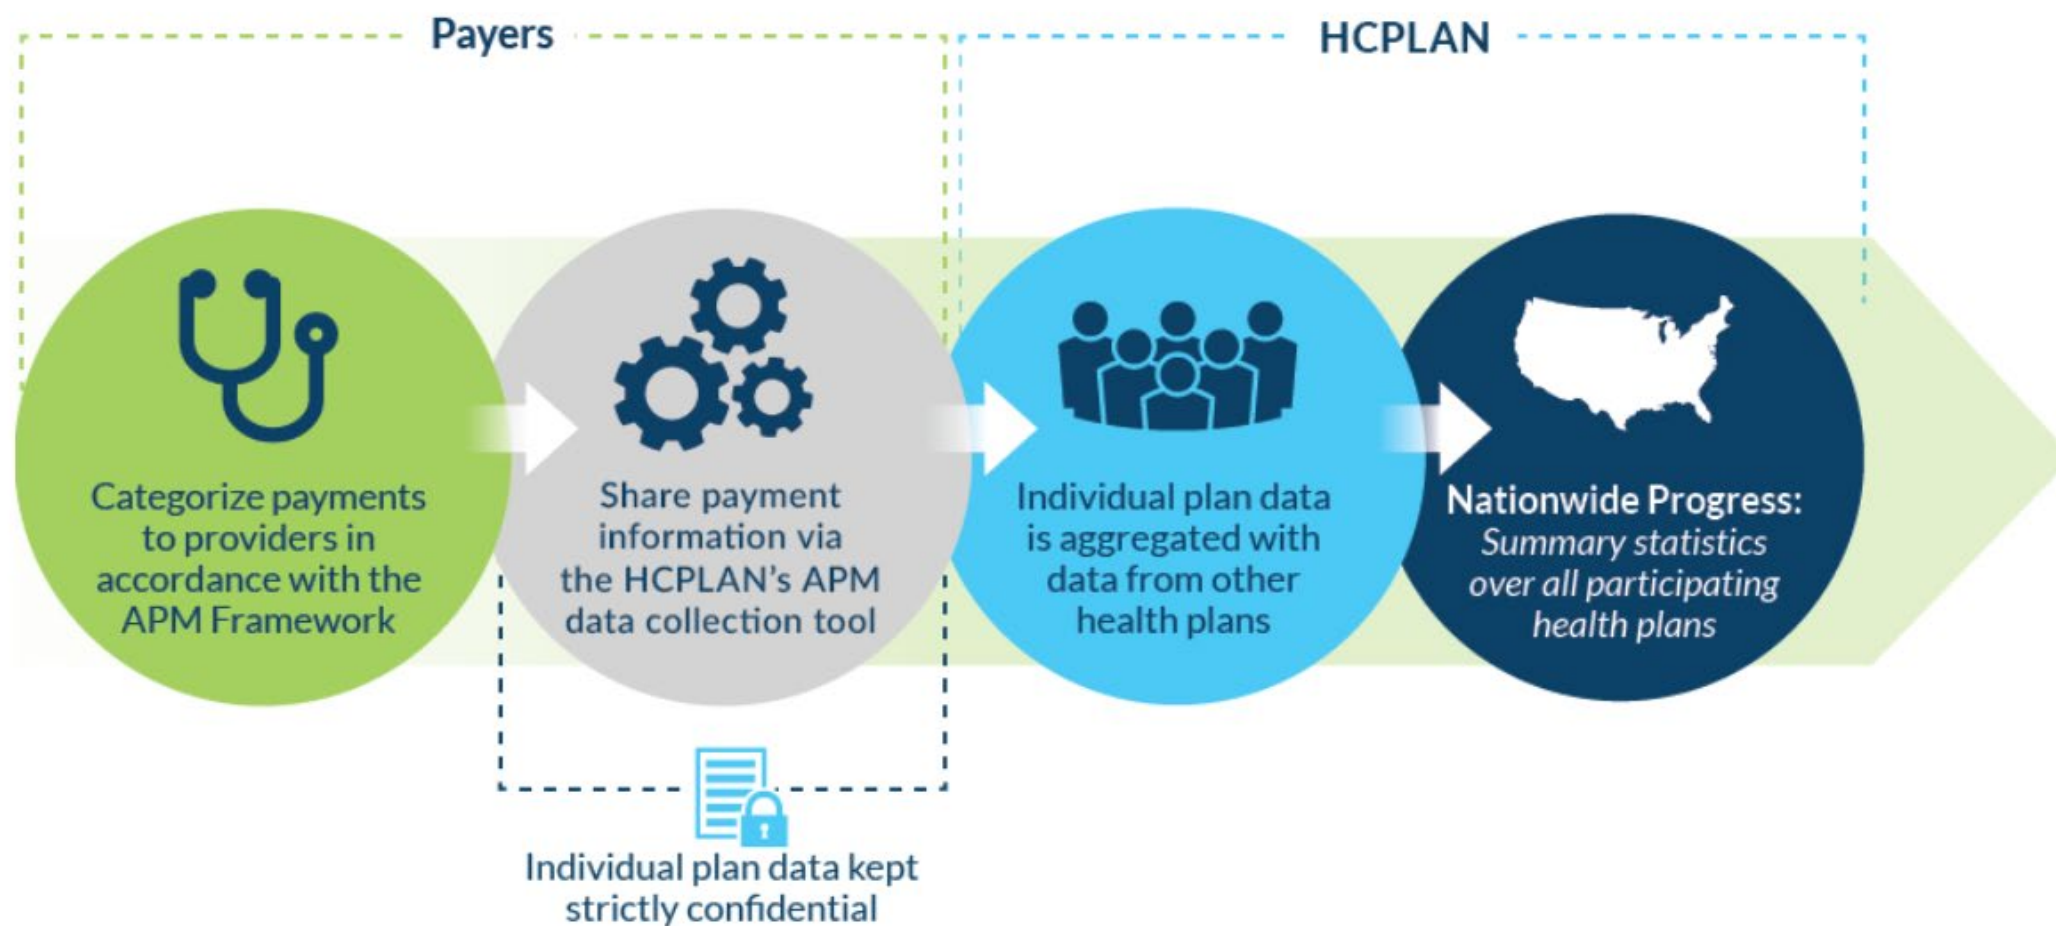 Payers
HCPLAN
Categorize payments
to providers in
accordance with the
APM Framework
Share payment
information via
the HCPLAN's APM
data collection tool
Individual plan data
is aggregated with
data from other
health plans
Nationwide Progress:
Summary statistics
over all participating
health plans
Individual plan data kept
strictly confidential